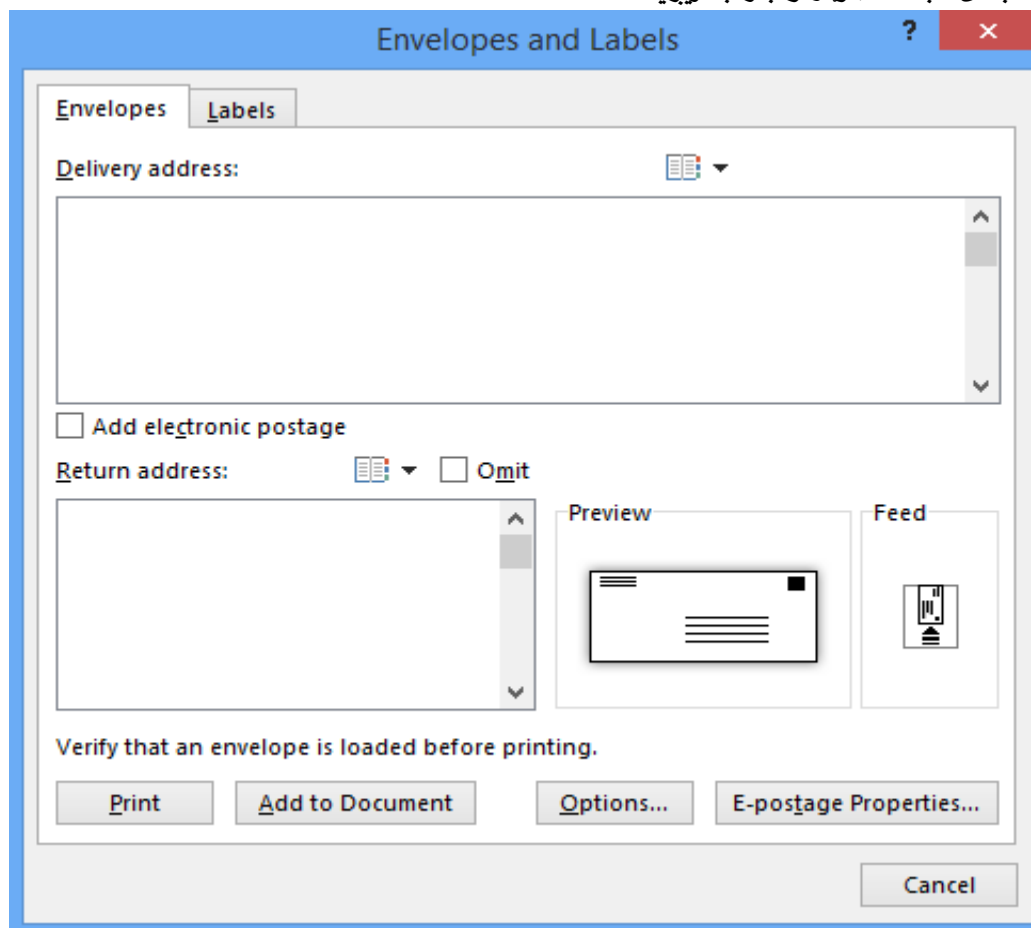 Envelopes and Labels
Envelopes Labels
Delivery address:
Add electronic postage
Return address: Omit
Preview
Feed
Verify that an envelope is loaded before printing.
Print Add to Document Options... E-postage Properties...
Cancel